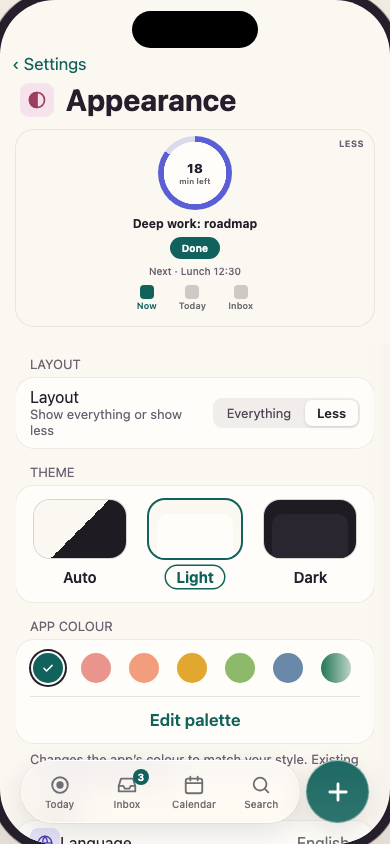 ‹ Settings
Appearance
LESS
18
min left
Deep work: roadmap
Done
Next · Lunch 12:30
Now Today Inbox
LAYOUT
Layout
Show everything or show less
Everything Less
THEME
Auto Light Dark
APP COLOUR
Edit palette
Changes the app's colour to match your style. Existing
3
Today Inbox Calendar Search
Language English